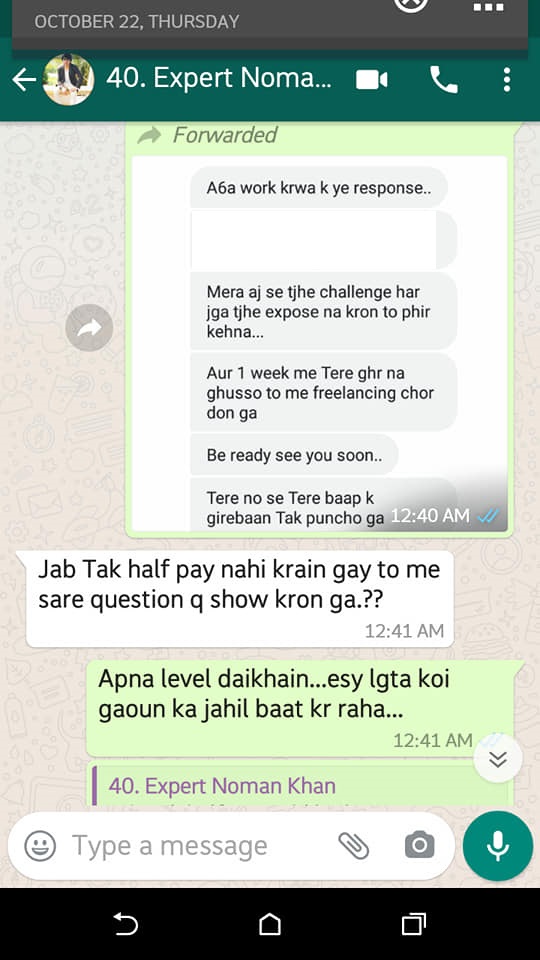 OCTOBER 22, THURSDAY
40. Expert Noma...
Forwarded
A6a work krwa k ye response..
Mera aj se tjhe challenge har
jga tjhe expose na kron to phir
kehna...
Aur 1 week me Tere ghr na
ghusso to me freelancing chor
don ga
Be ready see you soon..
Tere no se Tere baap k
girebaan Tak puncho ga
12:40 AM
Jab Tak half pay nahi krain gay to me
sare question q show kron ga.??
12:41 AM
Apna level daikhain...esy lgta koi
gaoun ka jahil baat kr raha...
12:41 AM
40. Expert Noman Khan
Type a message